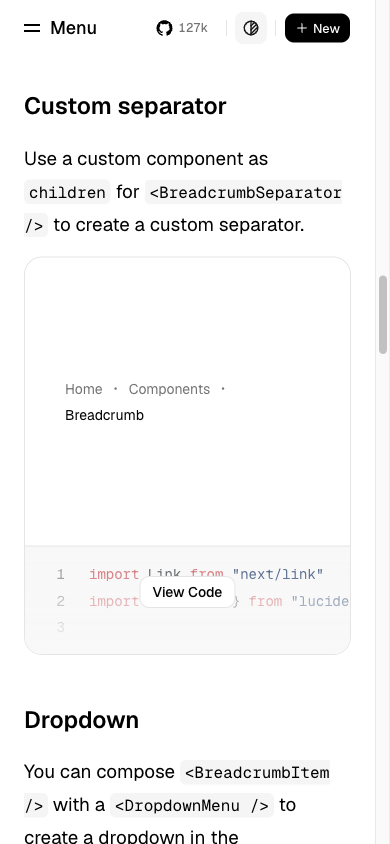 Menu 127k + New
Custom separator
Use a custom component as
children for <BreadcrumbSeparator
/> to create a custom separator.
Home · Components ·
Breadcrumb
1 import Link from "next/link"
View Code
2 import } from "lucide
3
Dropdown
You can compose <BreadcrumbItem
/> with a <DropdownMenu /> to
create a dropdown in the